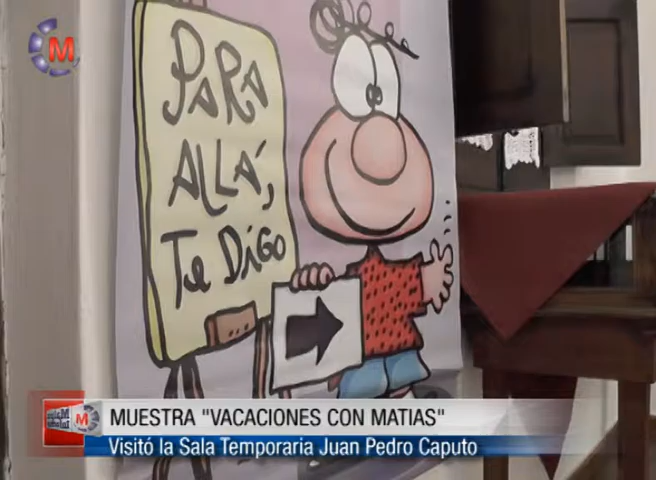 M
PARA
ALLÁ,
Te DiGO
M
MUESTRA "VACACIONES CON MATIAS"
Visitó la Sala Temporaria Juan Pedro Caputo